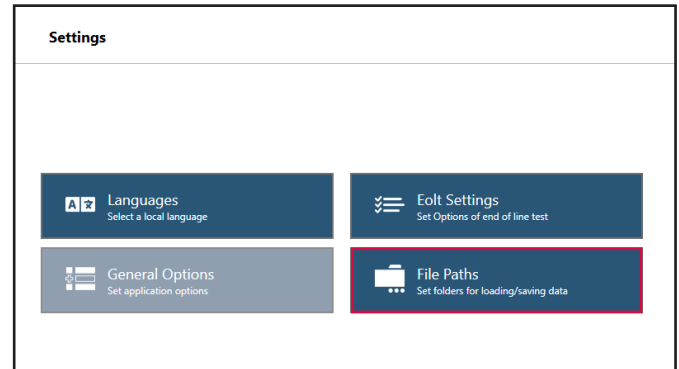 Settings
Languages
Select a local language
Eolt Settings
Set Options of end of line test
General Options
Set application options
File Paths
Set folders for loading/saving data